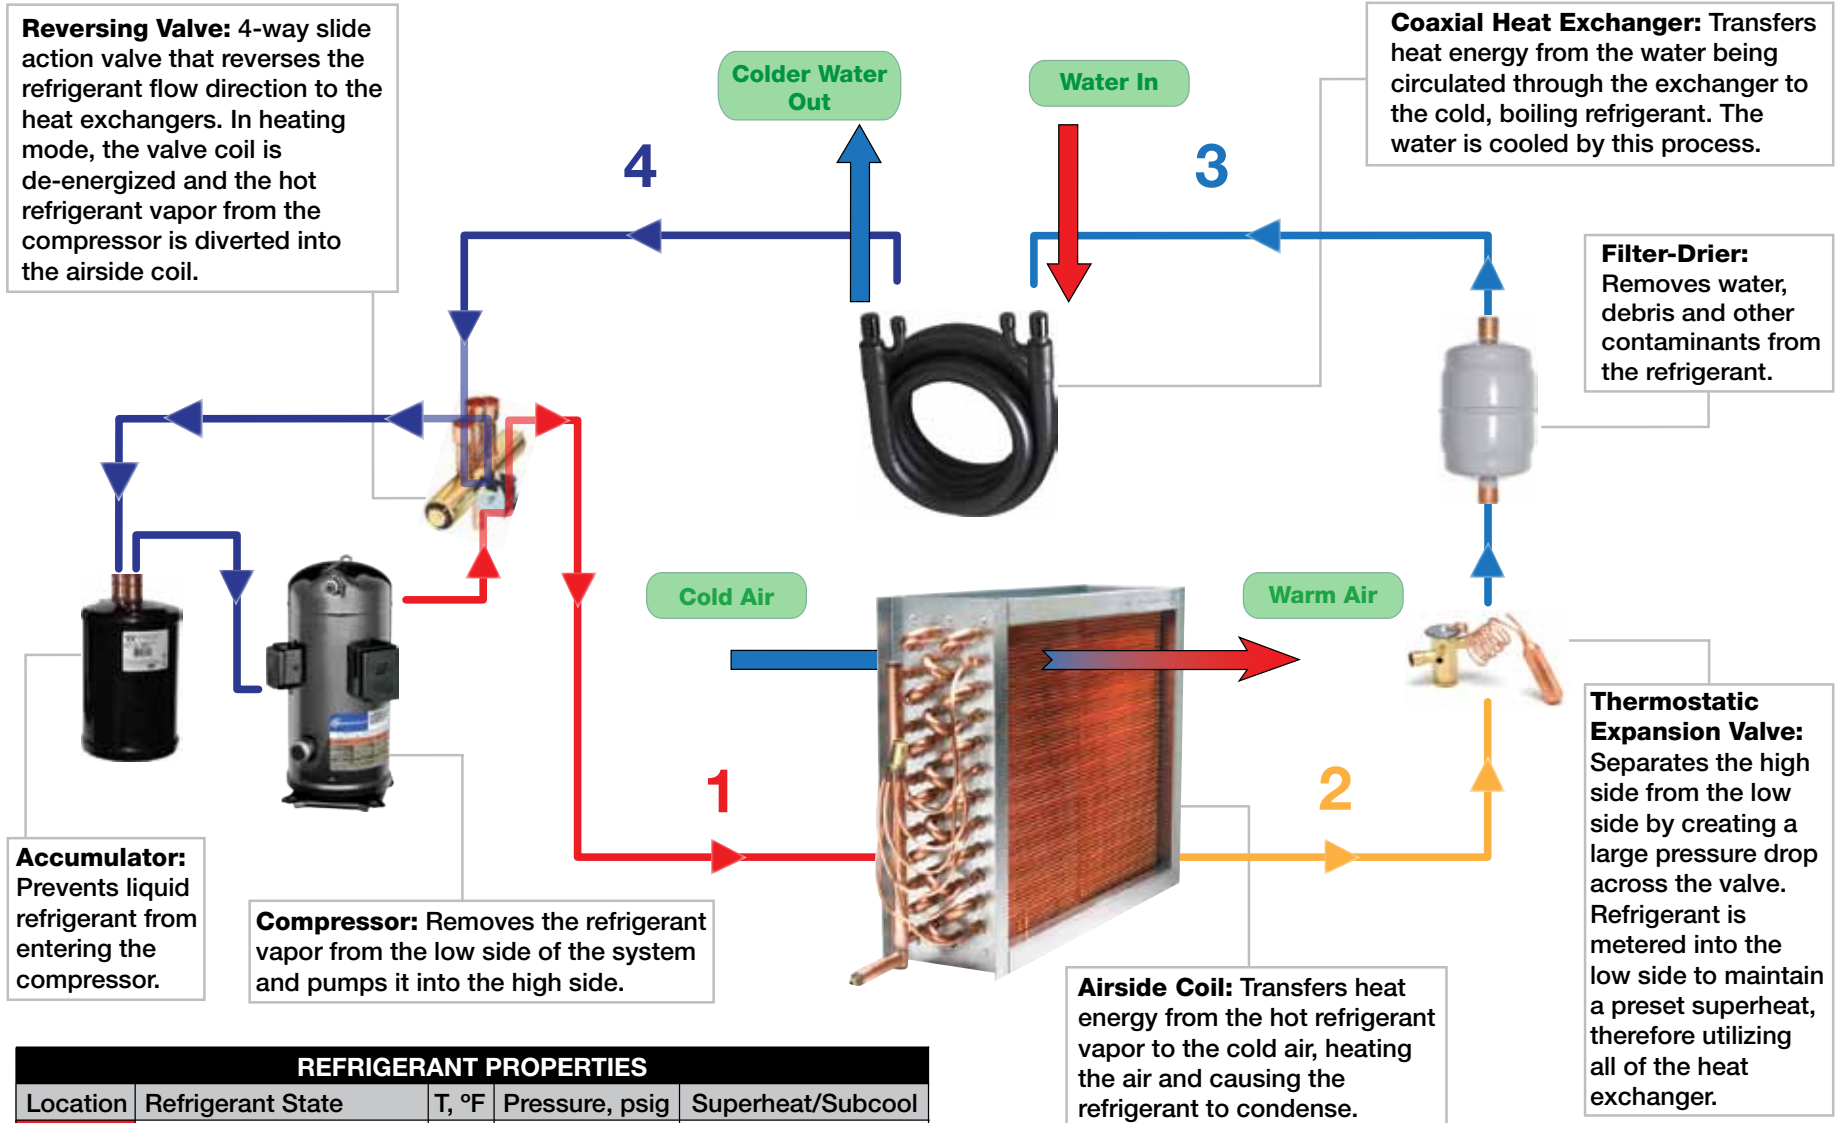 Reversing Valve: 4-way slide
action valve that reverses the
refrigerant flow direction to the
heat exchangers. In heating
mode, the valve coil is
de-energized and the hot
refrigerant vapor from the
compressor is diverted into
the airside coil.
Colder Water
Out
Water In
Coaxial Heat Exchanger: Transfers
heat energy from the water being
circulated through the exchanger to
the cold, boiling refrigerant. The
water is cooled by this process.
4
3
Filter-Drier:
Removes water,
debris and other
contaminants from
the refrigerant.
Cold Air
Warm Air
Thermostatic
Expansion Valve:
Separates the high
side from the low
side by creating a
large pressure drop
across the valve.
Refrigerant is
metered into the
low side to maintain
a preset superheat,
therefore utilizing
all of the heat
exchanger.
1
2
Accumulator:
Prevents liquid
refrigerant from
entering the
compressor.
Compressor: Removes the refrigerant
vapor from the low side of the system
and pumps it into the high side.
Airside Coil: Transfers heat
energy from the hot refrigerant
vapor to the cold air, heating
the air and causing the
refrigerant to condense.
REFRIGERANT PROPERTIES
Location Refrigerant State T, ºF Pressure, psig Superheat/Subcool